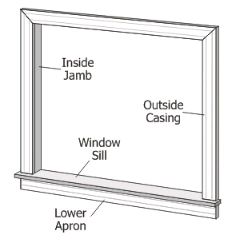 Inside
Jamb
Outside
Casing
Window
Sill
Lower
Apron